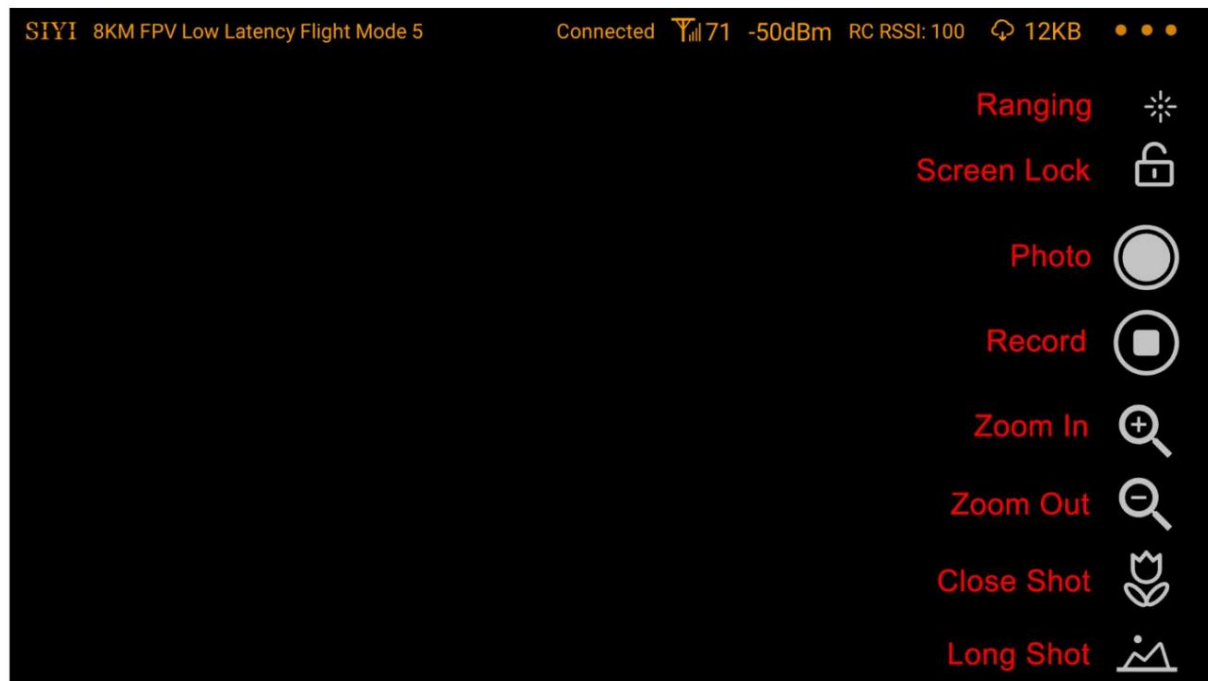 SIYI 8KM FPV Low Latency Flight Mode 5 Connected 71 -50dBm RC RSSI: 100 12KB
Ranging
Screen Lock
Photo
Record
Zoom In
Zoom Out
Close Shot
Long Shot